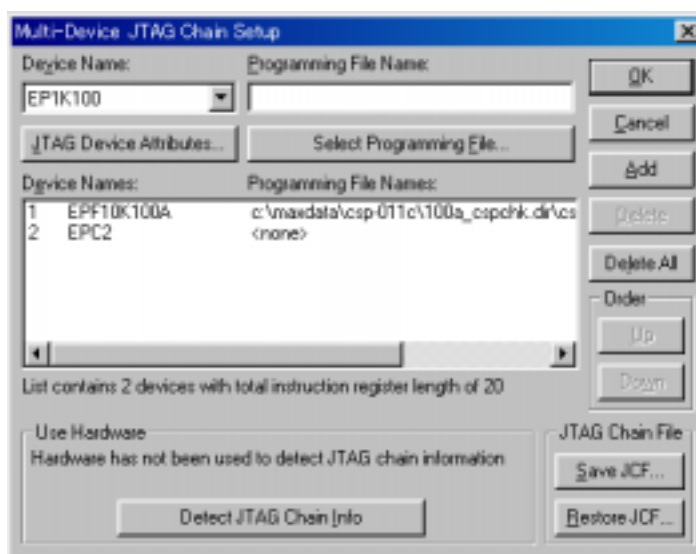 Multi-Device JTAG Chain Setup
Device Name:
Programming File Name:
EP1K100
JTAG Device Attributes...
Select Programming File...
OK
Cancel
Add
Delete
Delete All
Device Names:
Programming File Names:
1 EPF10K100A c:\maxdata\csp-011c\100a_cspchk.dir\cs
2 EPC2 <none>
Order
Up
Down
List contains 2 devices with total instruction register length of 20
Use Hardware
Hardware has not been used to detect JTAG chain information
Detect JTAG Chain Info
JTAG Chain File
Save JCF...
Restore JCF...